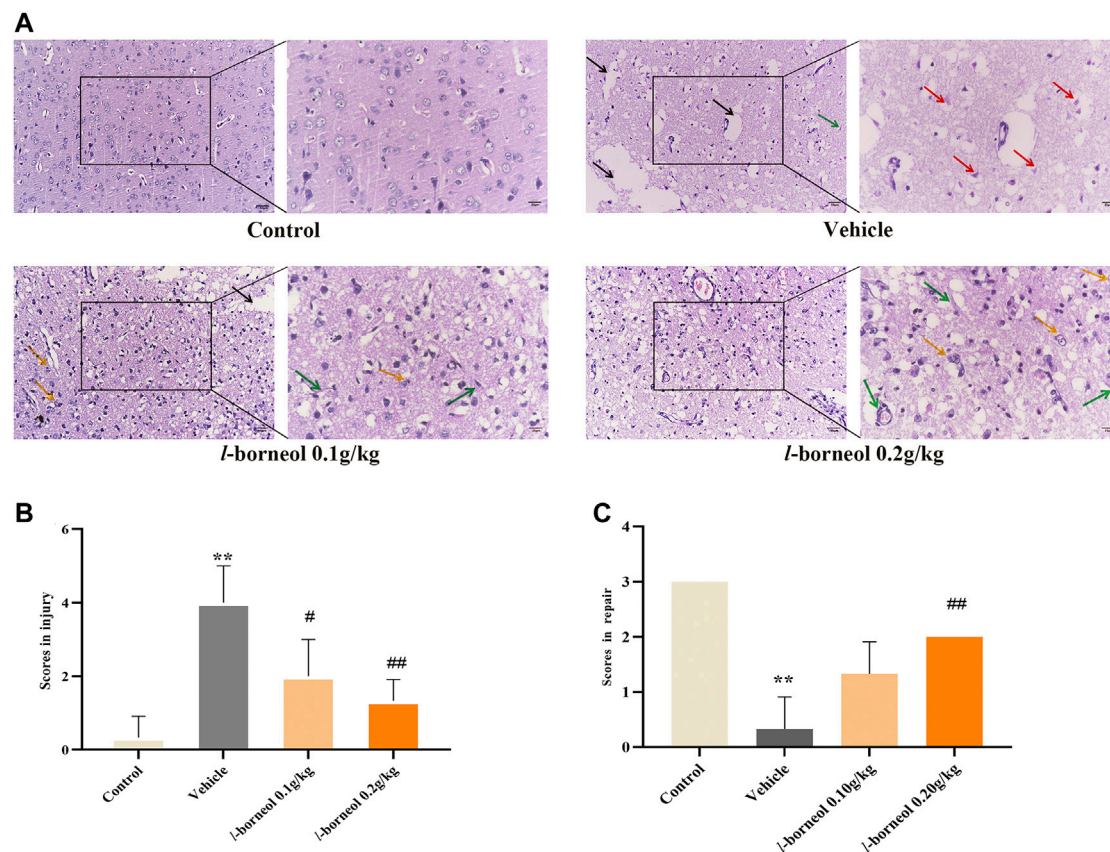 A
Control
Vehicle
l-borneol 0.1g/kg
l-borneol 0.2g/kg
B
Scores in injury
6
4
2
0
**
#
##
Control
Vehicle
l-borneol 0.1g/kg
l-borneol 0.2g/kg
C
Scores in repair
4
3
2
1
0
**
##
Control
Vehicle
l-borneol 0.10g/kg
l-borneol 0.20g/kg